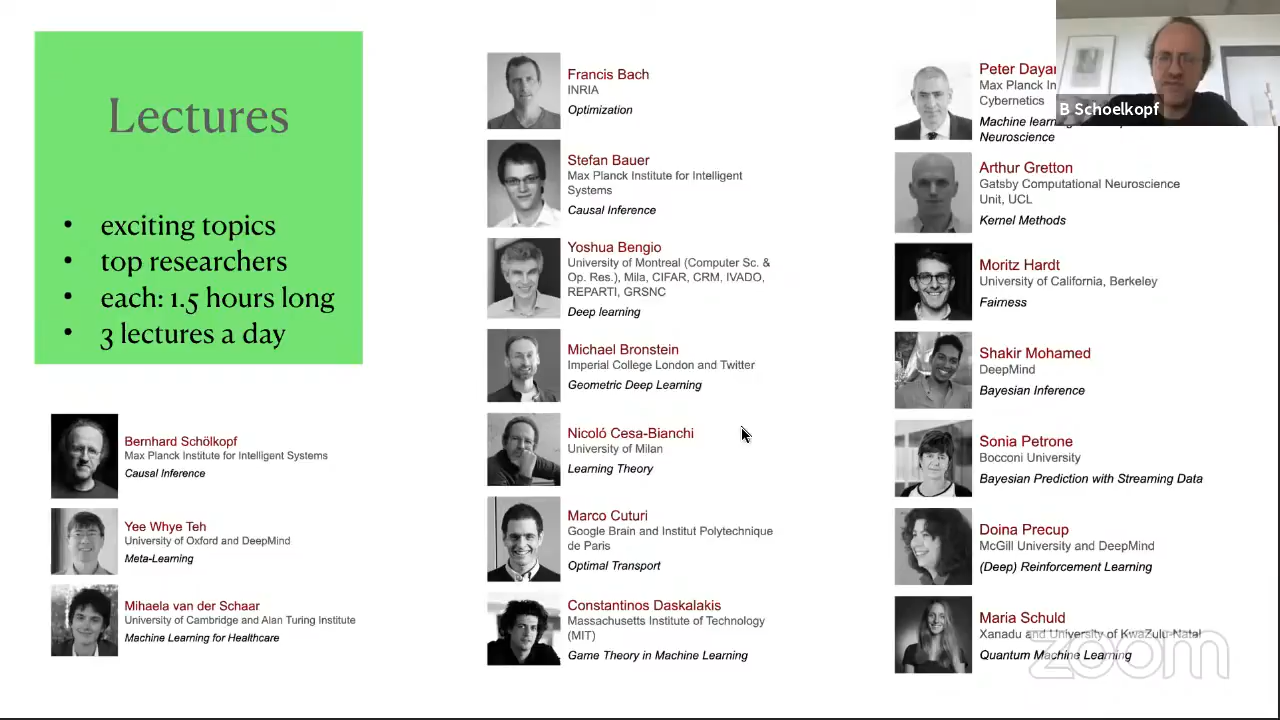 Lectures
• exciting topics
• top researchers
• each: 1.5 hours long
• 3 lectures a day
Bernhard Schölkopf
Max Planck Institute for Intelligent Systems
Causal Inference
Yee Whye Teh
University of Oxford and DeepMind
Meta-Learning
Mihaela van der Schaar
University of Cambridge and Alan Turing Institute
Machine Learning for Healthcare
Francis Bach
INRIA
Optimization
Stefan Bauer
Max Planck Institute for Intelligent
Systems
Causal Inference
Yoshua Bengio
University of Montreal (Computer Sc. &
Op. Res.), Mila, CIFAR, CRM, IVADO,
REPARTI, GRSNC
Deep learning
Michael Bronstein
Imperial College London and Twitter
Geometric Deep Learning
Nicoló Cesa-Bianchi
University of Milan
Learning Theory
Marco Cuturi
Google Brain and Institut Polytechnique
de Paris
Optimal Transport
Constantinos Daskalakis
Massachusetts Institute of Technology
(MIT)
Game Theory in Machine Learning
Peter
Max Planck
Cybernetics
Machine
Neuroscience
B Schoelkopf
Arthur Gretton
Gatsby Computational Neuroscience
Unit, UCL
Kernel Methods
Moritz Hardt
University of California, Berkeley
Fairness
Shakir Mohamed
DeepMind
Bayesian Inference
Sonia Petrone
Bocconi University
Bayesian Prediction with Streaming Data
Doina Precup
McGill University and DeepMind
(Deep) Reinforcement Learning
Maria Schuld
Xanadu and University of KwaZulu-Natal
Quantum Machine Learning
zoom